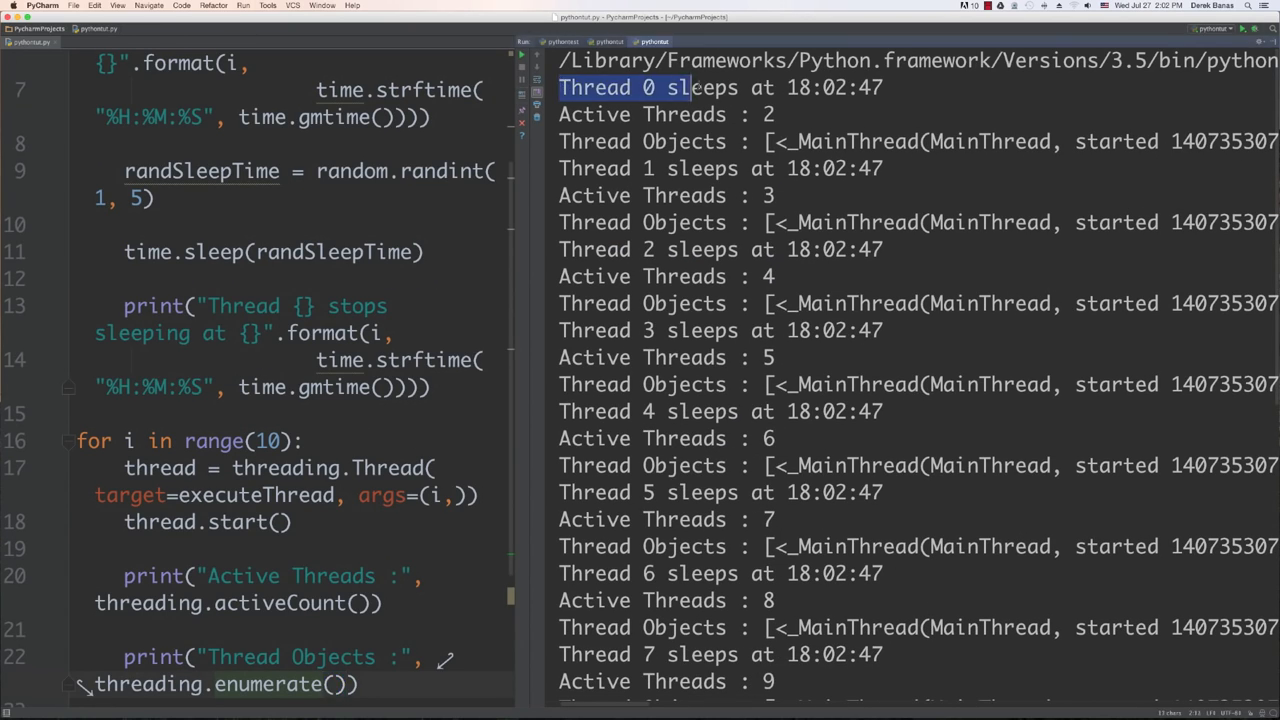 PyCharm File Edit View Navigate Code Refactor Run Tools VCS Window Help
10 Wed Jul 27 2:02 PM Derek Banas
pythontut.py - PycharmProjects - [~/PycharmProjects]
PycharmProjects pythontut.py
pythontut
pythontut.py
Run: pythontest pythontut pythontut
{}".format(i,
7 time.strftime(
"%H:%M:%S", time.gmtime())))
8
9 randSleepTime = random.randint(
1, 5)
10
11 time.sleep(randSleepTime)
12
13 print("Thread {} stops
sleeping at {}".format(i,
14 time.strftime(
"%H:%M:%S", time.gmtime())))
15
16 for i in range(10):
17 thread = threading.Thread(
target=executeThread, args=(i,))
18 thread.start()
19
20 print("Active Threads :",
threading.activeCount())
21
22 print("Thread Objects :",
threading.enumerate())
/Library/Frameworks/Python.framework/Versions/3.5/bin/python
Thread 0 sleeps at 18:02:47
Active Threads : 2
Thread Objects : [<_MainThread(MainThread, started 140735307
Thread 1 sleeps at 18:02:47
Active Threads : 3
Thread Objects : [<_MainThread(MainThread, started 140735307
Thread 2 sleeps at 18:02:47
Active Threads : 4
Thread Objects : [<_MainThread(MainThread, started 140735307
Thread 3 sleeps at 18:02:47
Active Threads : 5
Thread Objects : [<_MainThread(MainThread, started 140735307
Thread 4 sleeps at 18:02:47
Active Threads : 6
Thread Objects : [<_MainThread(MainThread, started 140735307
Thread 5 sleeps at 18:02:47
Active Threads : 7
Thread Objects : [<_MainThread(MainThread, started 140735307
Thread 6 sleeps at 18:02:47
Active Threads : 8
Thread Objects : [<_MainThread(MainThread, started 140735307
Thread 7 sleeps at 18:02:47
Active Threads : 9
11 chars 2:13 LF÷ UTF-8÷